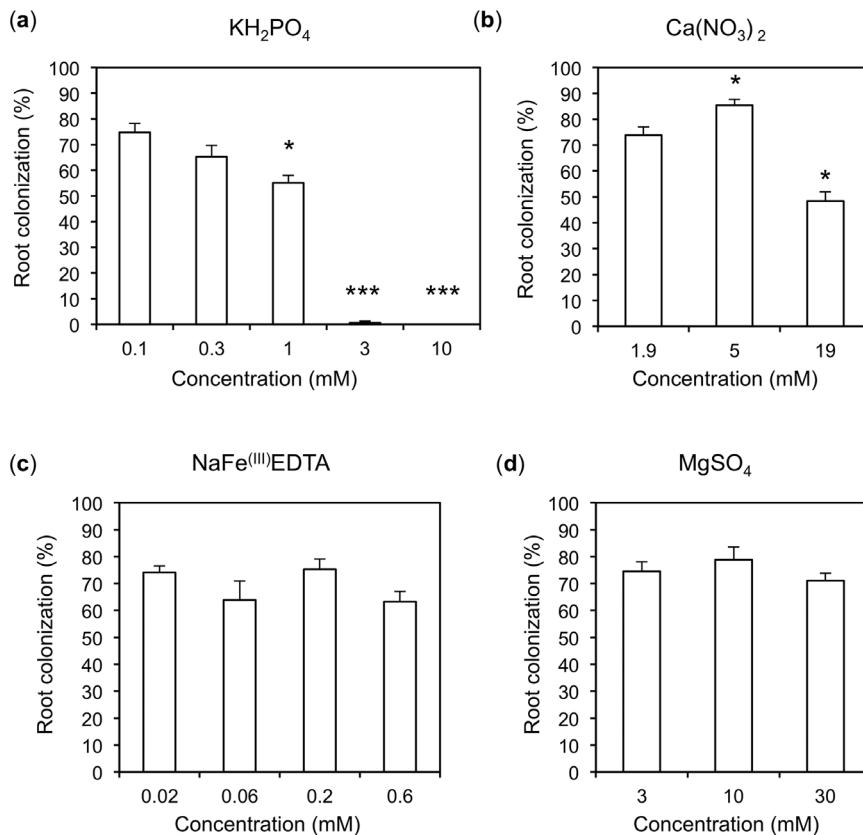 (a)
KH₂PO₄
Root colonization (%)
100
90
80
70
60
50
40
30
20
10
0
*
***
***
0.1 0.3 1 3 10
Concentration (mM)
(b)
Ca(NO₃)₂
Root colonization (%)
100
90
80
70
60
50
40
30
20
10
0
*
*
1.9 5 19
Concentration (mM)
(c)
NaFe⁽ᴵᴵᴵ⁾EDTA
Root colonization (%)
100
90
80
70
60
50
40
30
20
10
0
0.02 0.06 0.2 0.6
Concentration (mM)
(d)
MgSO₄
Root colonization (%)
100
90
80
70
60
50
40
30
20
10
0
3 10 30
Concentration (mM)